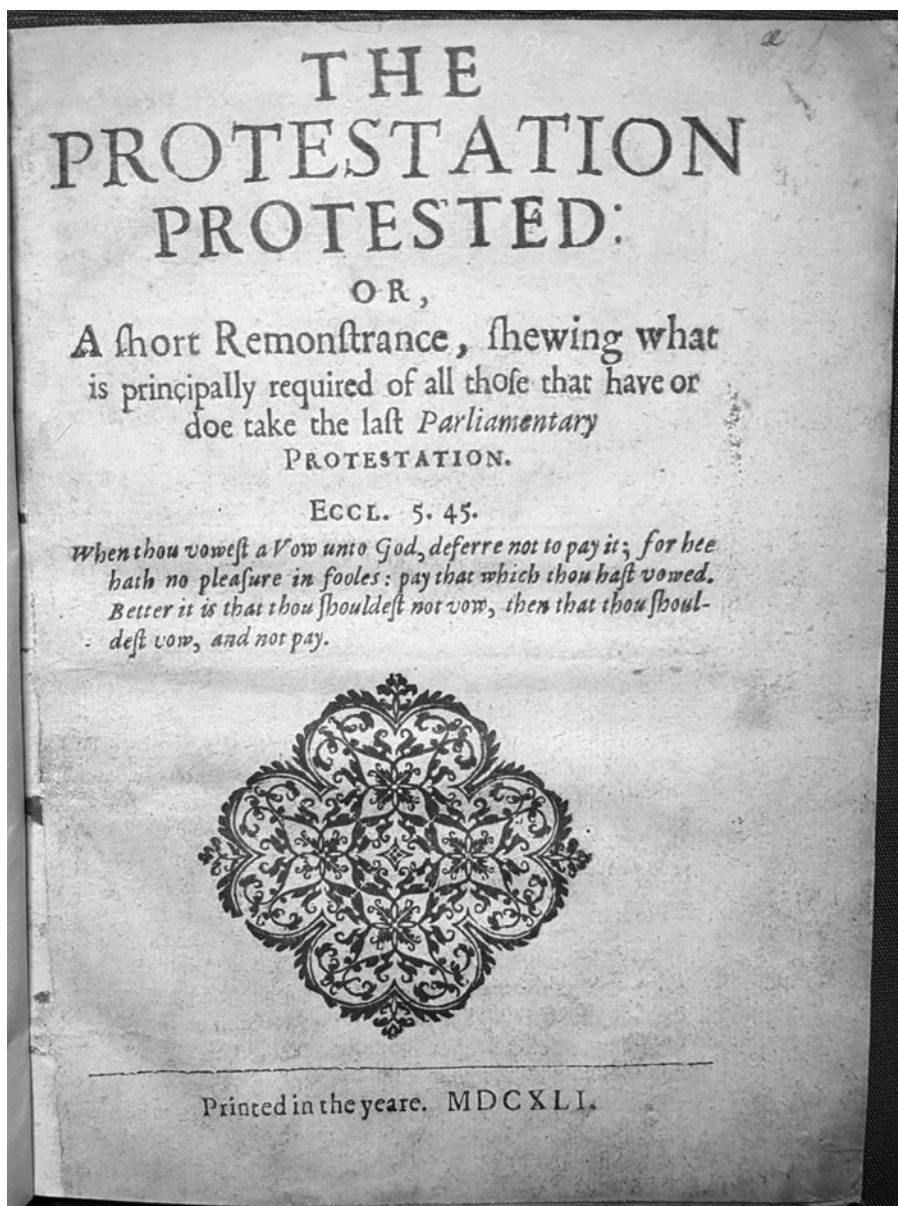 THE
PROTESTATION
PROTESTED:
OR,
A ſhort Remonſtrance, ſhewing what
is principally required of all thoſe that have or
doe take the laſt Parliamentary
PROTESTATION.
ECCL. 5. 45.
When thou voweſt a Vow unto God, deferre not to pay it; for hee
hath no pleaſure in fooles: pay that which thou haſt vowed.
Better it is that thou ſhouldeſt not vow, then that thou ſhoul-
deſt vow, and not pay.
Printed in the yeare. MDCXLI.